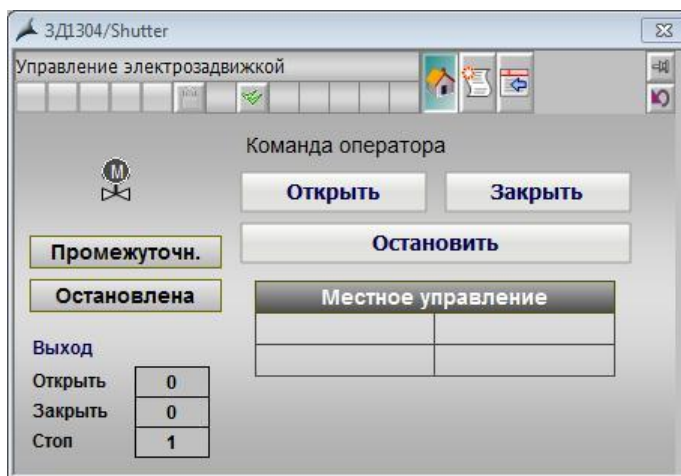 ЗД1304/Shutter
Управление электрозадвижкой
M
Команда оператора
Открыть Закрыть
Остановить
Промежуточн.
Остановлена
Местное управление
Выход
Открыть 0
Закрыть 0
Стоп 1